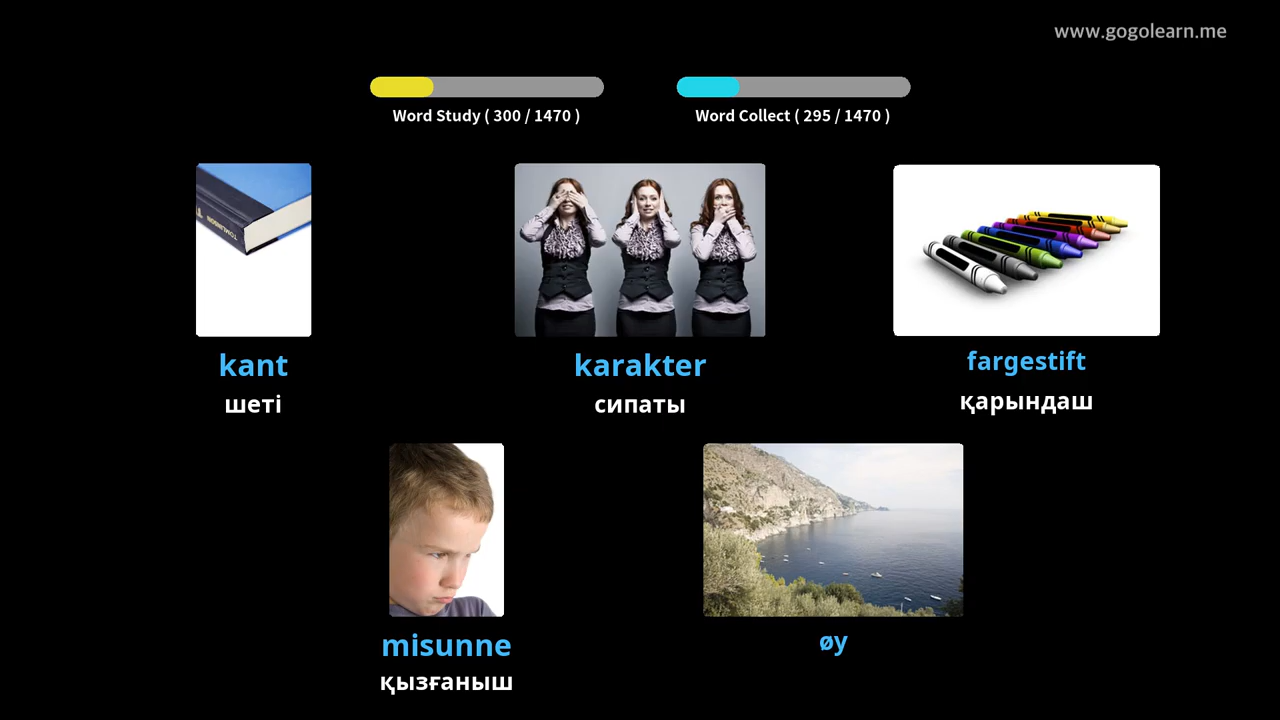 www.gogolearn.me
Word Study ( 300 / 1470 )
Word Collect ( 295 / 1470 )
TOMLINSON
kant
шеті
karakter
сипаты
fargestift
қарындаш
misunne
қызғаныш
øy